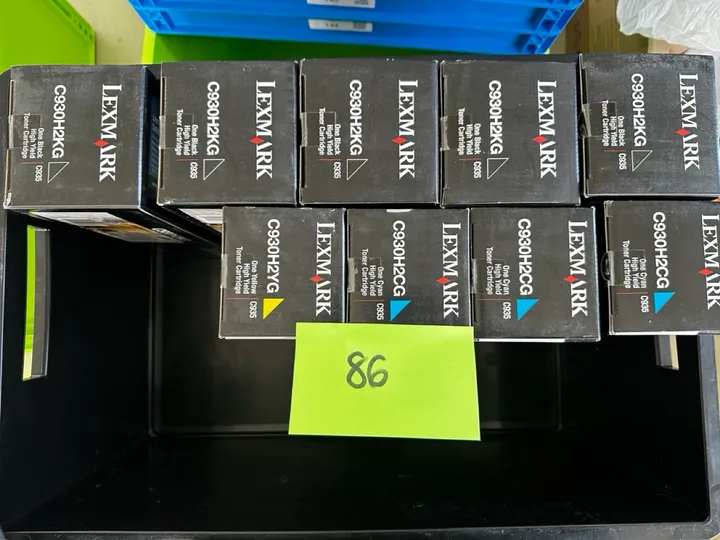 LEXMARK
C930H2KG
One Black
High Yield
Toner Cartridge
C935
LEXMARK
C930H2KG
One Black
High Yield
Toner Cartridge
C935
LEXMARK
C930H2KG
One Black
High Yield
Toner Cartridge
C935
LEXMARK
C930H2KG
One Black
High Yield
Toner Cartridge
C935
LEXMARK
C930H2KG
One Black
High Yield
Toner Cartridge
C935
LEXMARK
C930H2YG
One Yellow
High Yield
Toner Cartridge
C935
LEXMARK
C930H2CG
One Cyan
High Yield
Toner Cartridge
C935
LEXMARK
C930H2CG
One Cyan
High Yield
Toner Cartridge
C935
LEXMARK
C930H2CG
One Cyan
High Yield
Toner Cartridge
C935
86